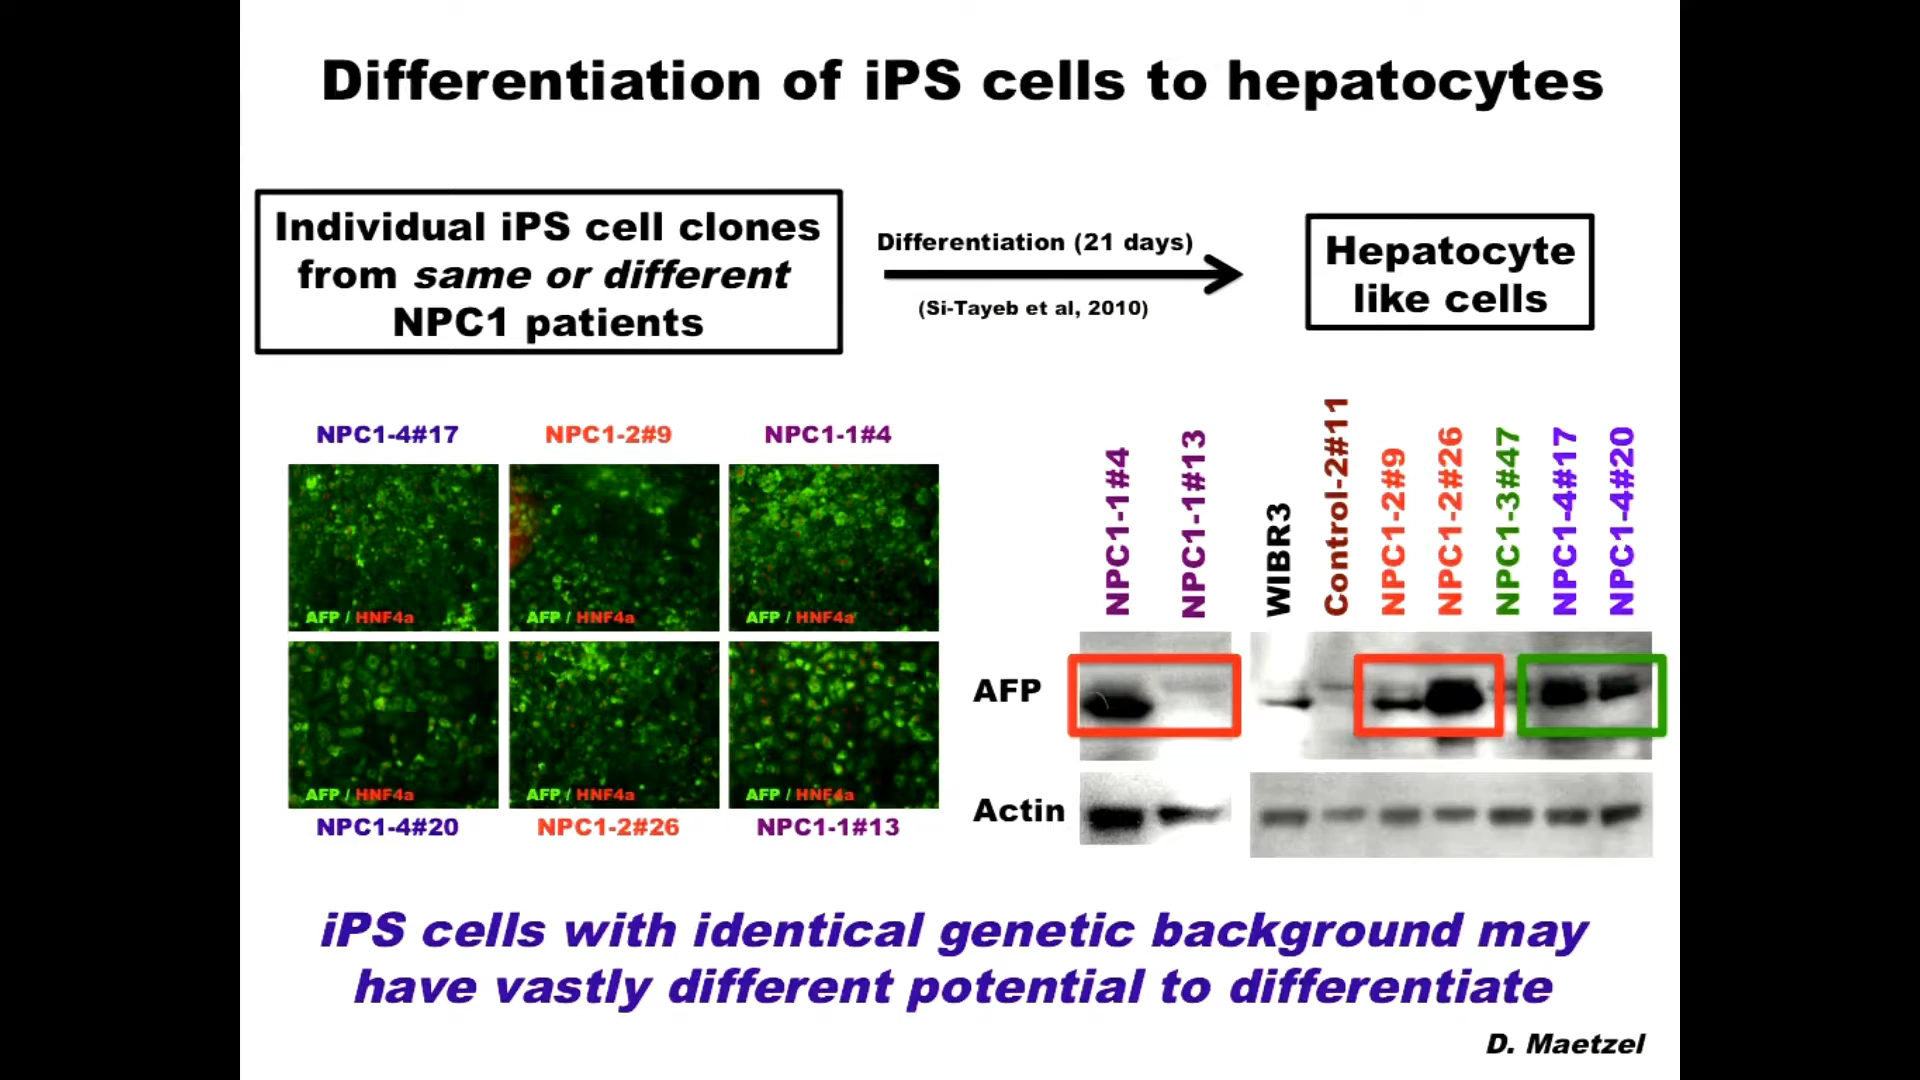 Differentiation of iPS cells to hepatocytes
Individual iPS cell clones
from same or different
NPC1 patients
Differentiation (21 days)
(Si-Tayeb et al, 2010)
Hepatocyte
like cells
NPC1-4#17
NPC1-2#9
NPC1-1#4
AFP / HNF4a
AFP / HNF4a
AFP / HNF4a
AFP / HNF4a
AFP / HNF4a
AFP / HNF4a
NPC1-4#20
NPC1-2#26
NPC1-1#13
NPC1-1#4
NPC1-1#13
WIBR3
Control-2#11
NPC1-2#9
NPC1-2#26
NPC1-3#47
NPC1-4#17
NPC1-4#20
AFP
Actin
iPS cells with identical genetic background may
have vastly different potential to differentiate
D. Maetzel